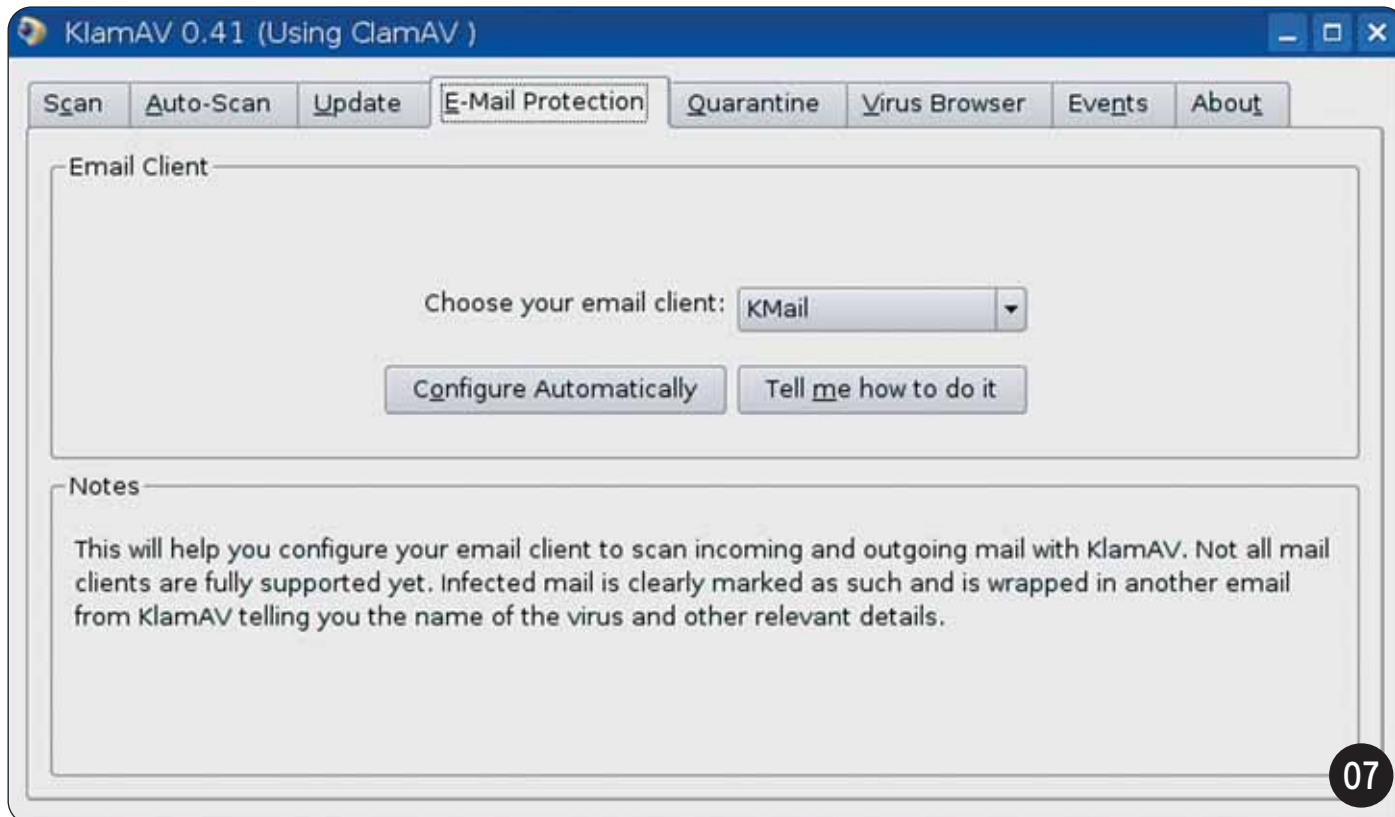 KlamAV 0.41 (Using ClamAV )
Scan Auto-Scan Update E-Mail Protection Quarantine Virus Browser Events About
Email Client
Choose your email client: KMail
Configure Automatically Tell me how to do it
Notes
This will help you configure your email client to scan incoming and outgoing mail with KlamAV. Not all mail
clients are fully supported yet. Infected mail is clearly marked as such and is wrapped in another email
from KlamAV telling you the name of the virus and other relevant details.
07